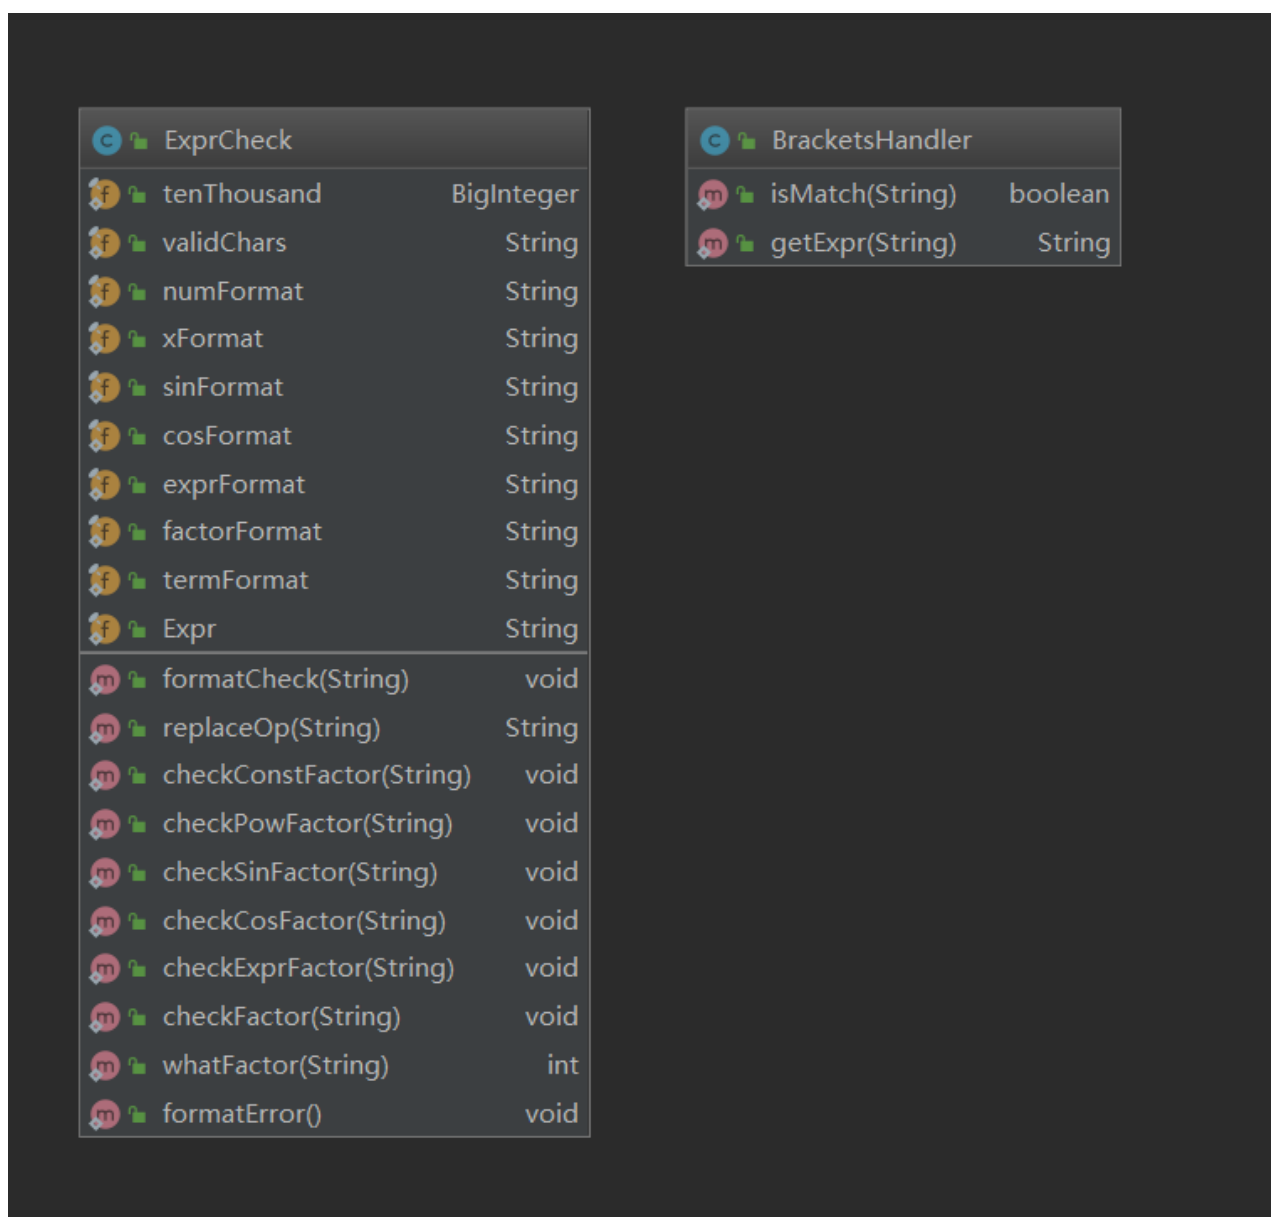 ExprCheck
tenThousand BigInteger
validChars String
numFormat String
xFormat String
sinFormat String
cosFormat String
exprFormat String
factorFormat String
termFormat String
Expr String
formatCheck(String) void
replaceOp(String) String
checkConstFactor(String) void
checkPowFactor(String) void
checkSinFactor(String) void
checkCosFactor(String) void
checkExprFactor(String) void
checkFactor(String) void
whatFactor(String) int
formatError() void
BracketsHandler
isMatch(String) boolean
getExpr(String) String